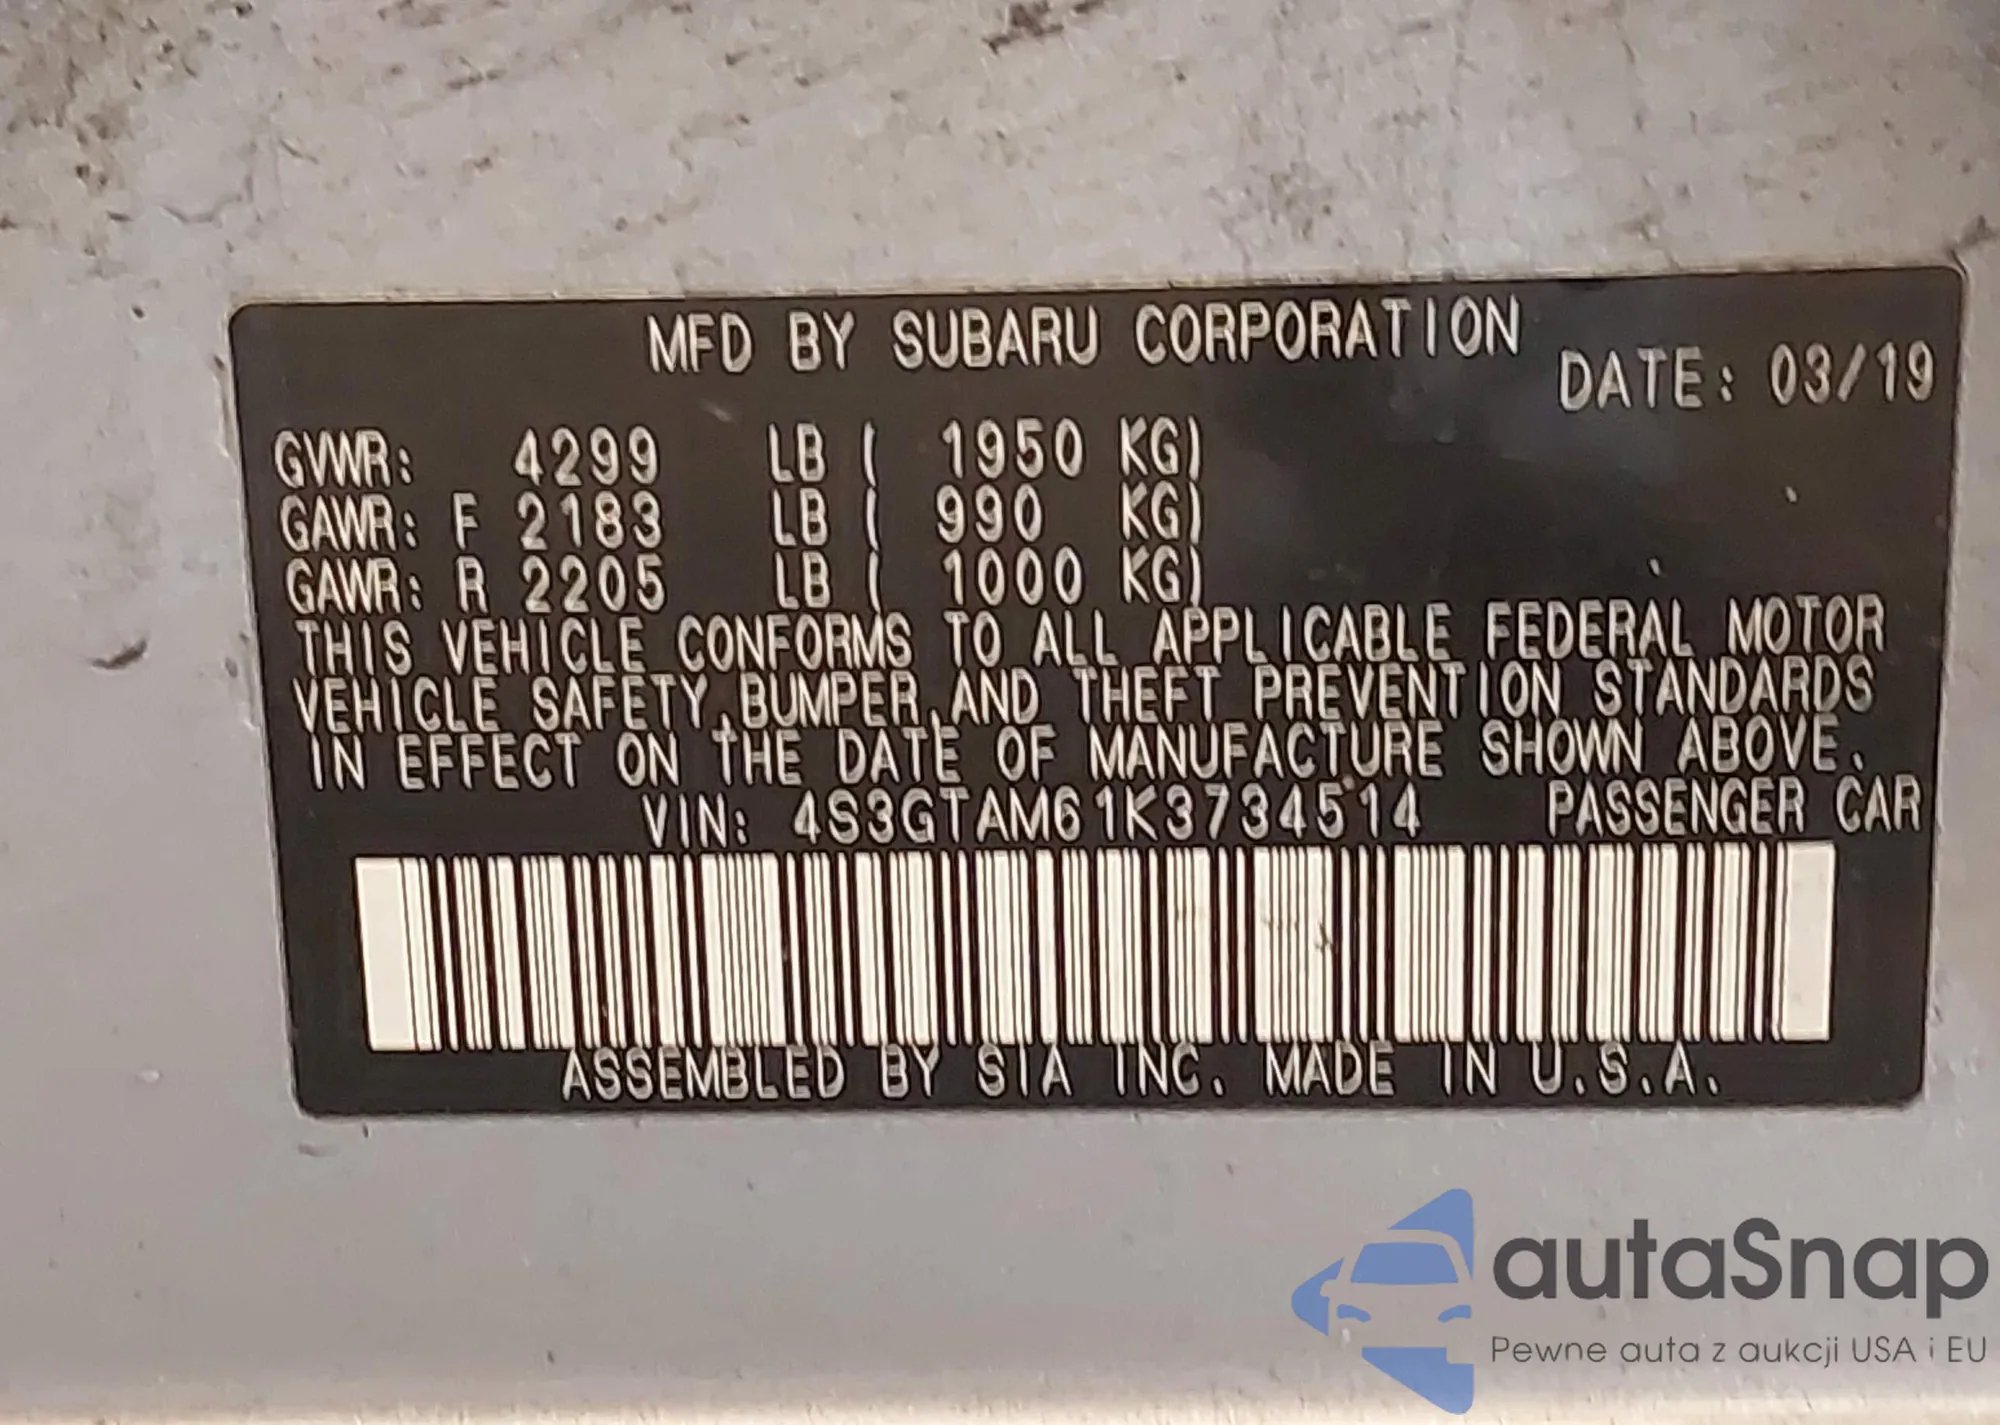 MFD BY SUBARU CORPORATION
DATE: 03/19
GVWR: 4299 LB ( 1950 KG)
GAWR: F 2183 LB ( 990 KG)
GAWR: R 2205 LB ( 1000 KG)
THIS VEHICLE CONFORMS TO ALL APPLICABLE FEDERAL MOTOR
VEHICLE SAFETY, BUMPER, AND THEFT PREVENTION STANDARDS
IN EFFECT ON THE DATE OF MANUFACTURE SHOWN ABOVE.
VIN: 4S3GTAM61K3734514 PASSENGER CAR
ASSEMBLED BY SIA INC. MADE IN U.S.A.
autaSnap
Pewne auta z aukcji USA i EU